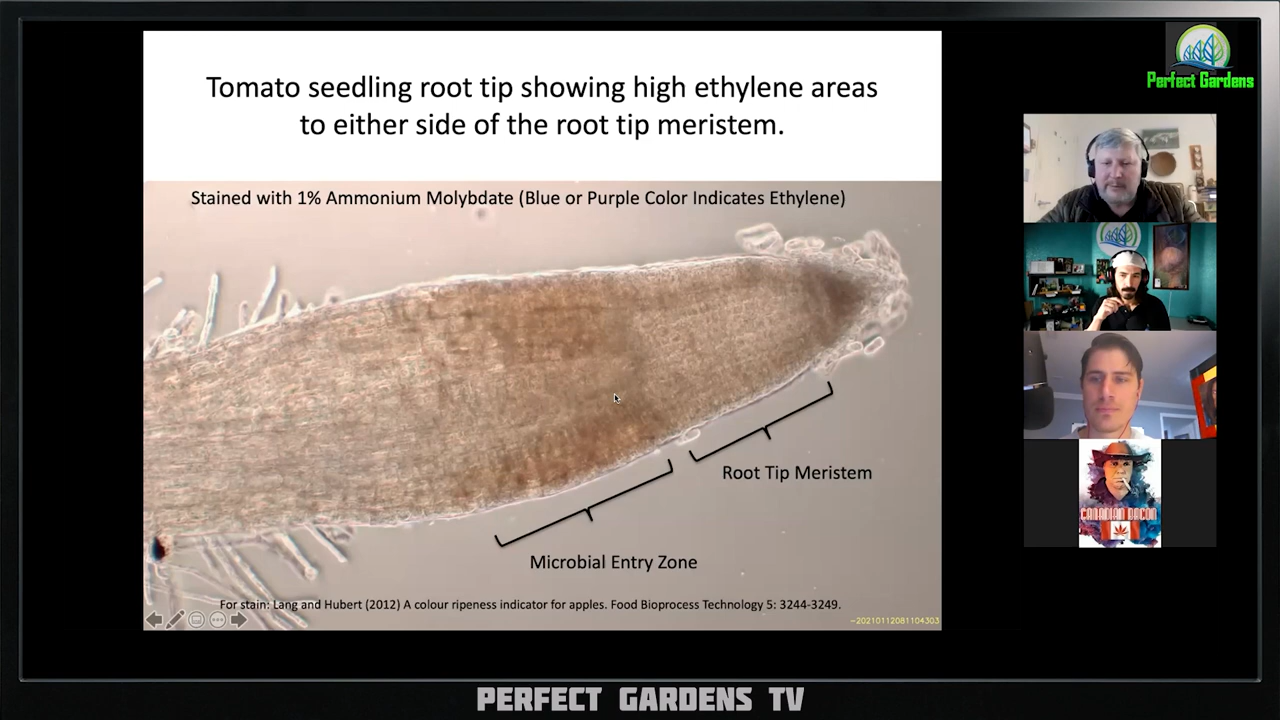 Tomato seedling root tip showing high ethylene areas
to either side of the root tip meristem.
Stained with 1% Ammonium Molybdate (Blue or Purple Color Indicates Ethylene)
Root Tip Meristem
Microbial Entry Zone
For stain: Lang and Hubert (2012) A colour ripeness indicator for apples. Food Bioprocess Technology 5: 3244-3249.
~20210112081104303
Perfect Gardens
CANADIAN BACON
PERFECT GARDENS TV